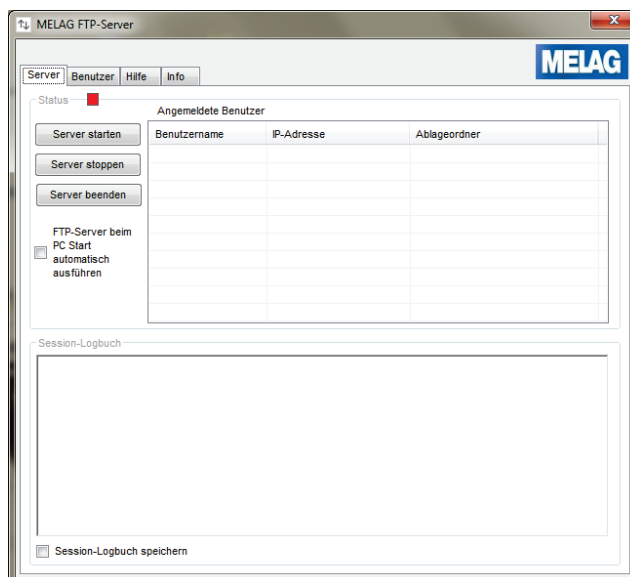 MELAG FTP-Server
MELAG
Server Benutzer Hilfe Info
Status
Angemeldete Benutzer
Server starten
Server stoppen
Server beenden
Benutzername IP-Adresse Ablageordner
FTP-Server beim
PC Start
automatisch
ausführen
Session-Logbuch
Session-Logbuch speichern